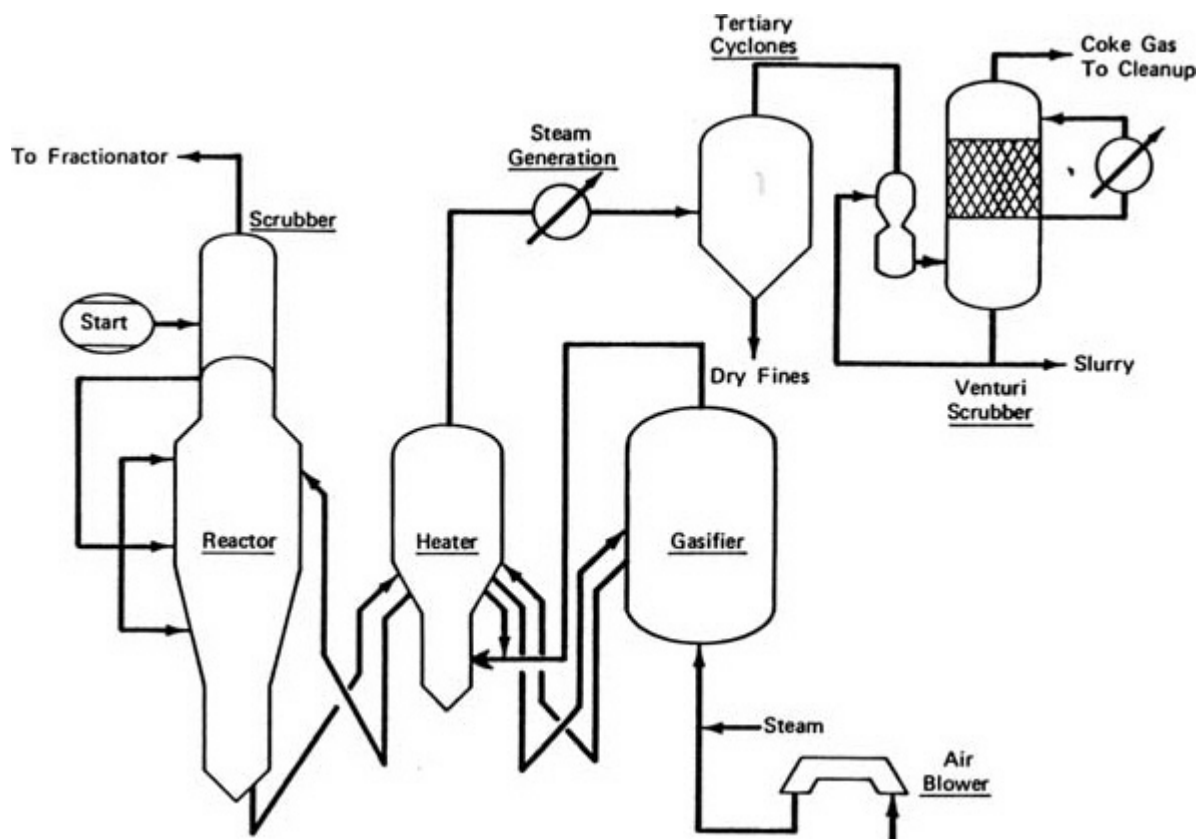 Tertiary
Cyclones
Coke Gas
To Cleanup
Steam
Generation
To Fractionator
Scrubber
Start
Dry Fines
Slurry
Venturi
Scrubber
Reactor
Heater
Gasifier
Steam
Air
Blower